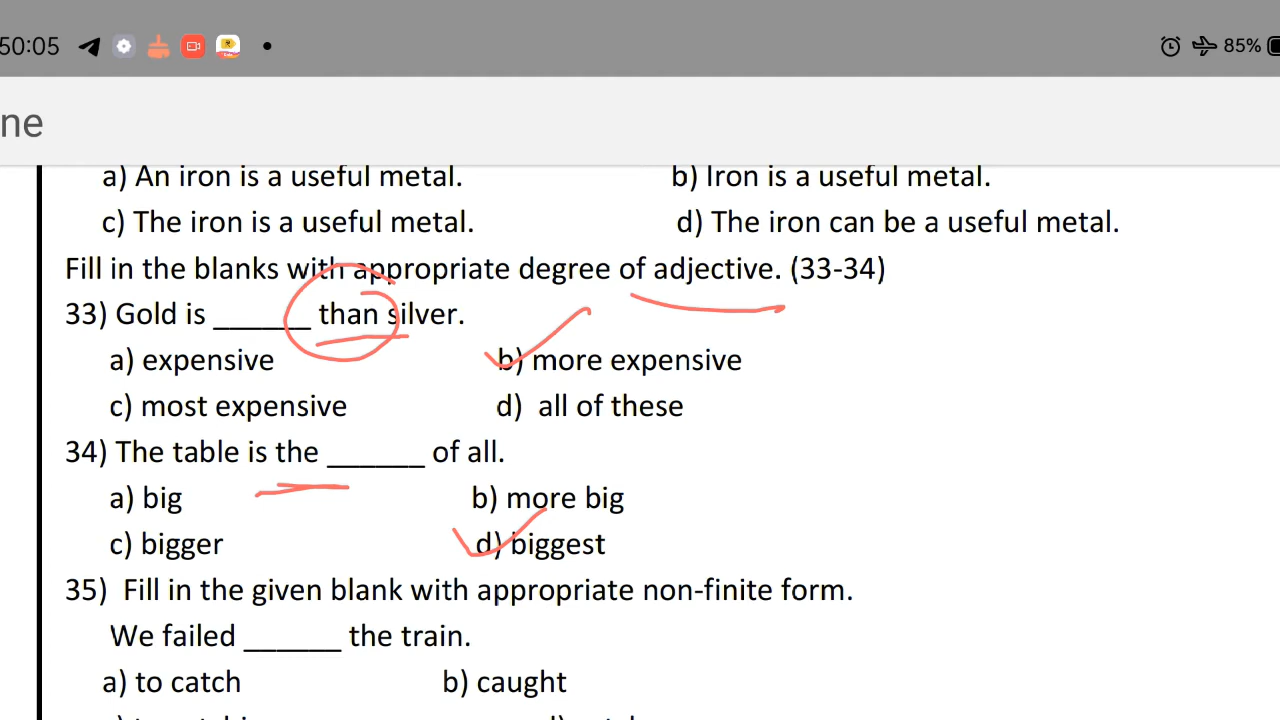 50:05 85%
ne
a) An iron is a useful metal. b) Iron is a useful metal.
c) The iron is a useful metal. d) The iron can be a useful metal.
Fill in the blanks with appropriate degree of adjective. (33-34)
33) Gold is ______ than silver.
a) expensive b) more expensive
c) most expensive d) all of these
34) The table is the ______ of all.
a) big b) more big
c) bigger d) biggest
35) Fill in the given blank with appropriate non-finite form.
We failed ______ the train.
a) to catch b) caught